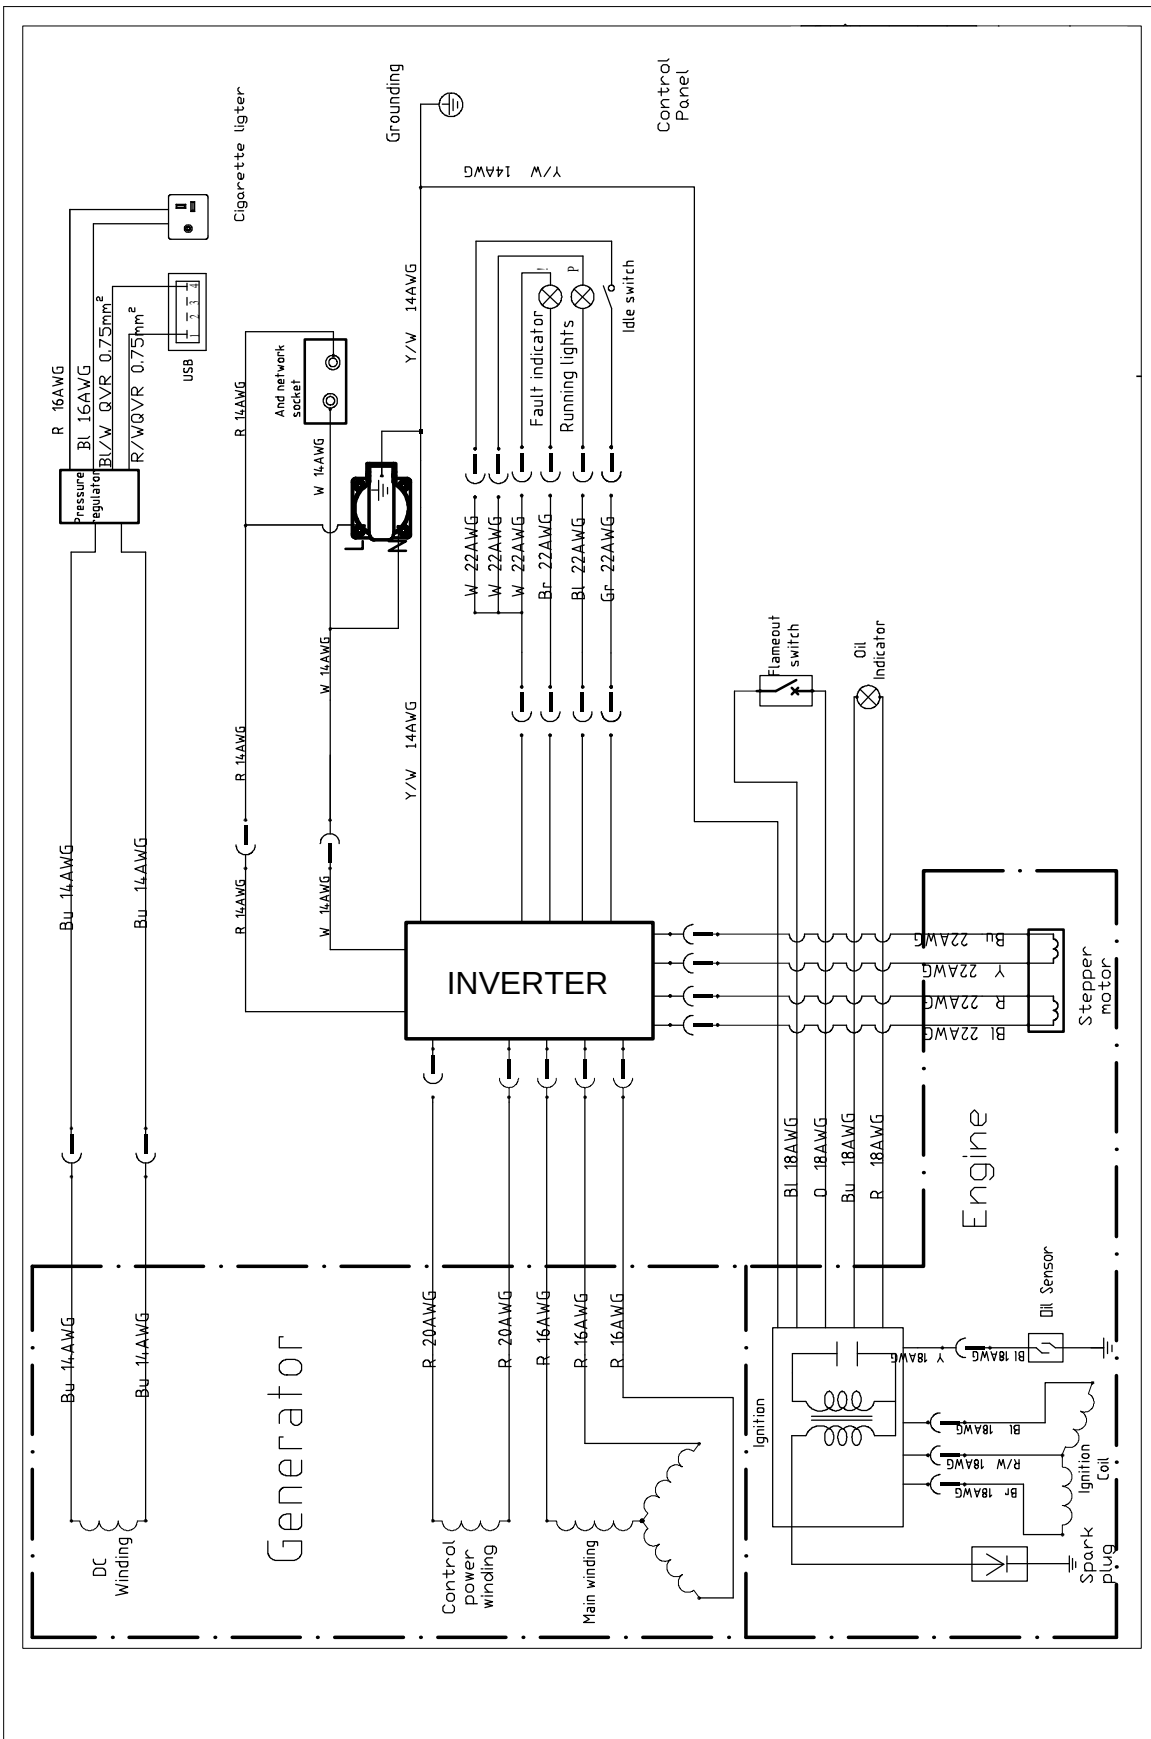 Grounding
Control
Panel
Cigarette ligter
Y/W 14AWG
R 16AWG
Bl 16AWG
Bl/W QVR 0.75mm²
R/WQVR 0.75mm²
1 2 3 4
USB
Pressure
regulator
R 14AWG
And network
socket
W 14AWG
L
N
Y/W 14AWG
!
P
Fault indicator
Running lights
Idle switch
W 22AWG
W 22AWG
W 22AWG
Br 22AWG
Bl 22AWG
Gr 22AWG
W 14AWG
R 14AWG
Y/W 14AWG
Flameout
switch
Oil
Indicator
Bu 14AWG
Bu 14AWG
R 14AWG
W 14AWG
INVERTER
Bu 22AWG
Y 22AWG
R 22AWG
Bl 22AWG
Stepper
motor
Engine
Bl 18AWG
O 18AWG
Bu 18AWG
R 18AWG
Bu 14AWG
Bu 14AWG
Generator
R 20AWG
R 20AWG
R 16AWG
R 16AWG
R 16AWG
Oil Sensor
Y 18AWG
Bl 18AWG
Ignition
Bl 18AWG
R/W 18AWG
Br 18AWG
Ignition
Coil
DC
Winding
Control
power
winding
Main winding
Spark
plug